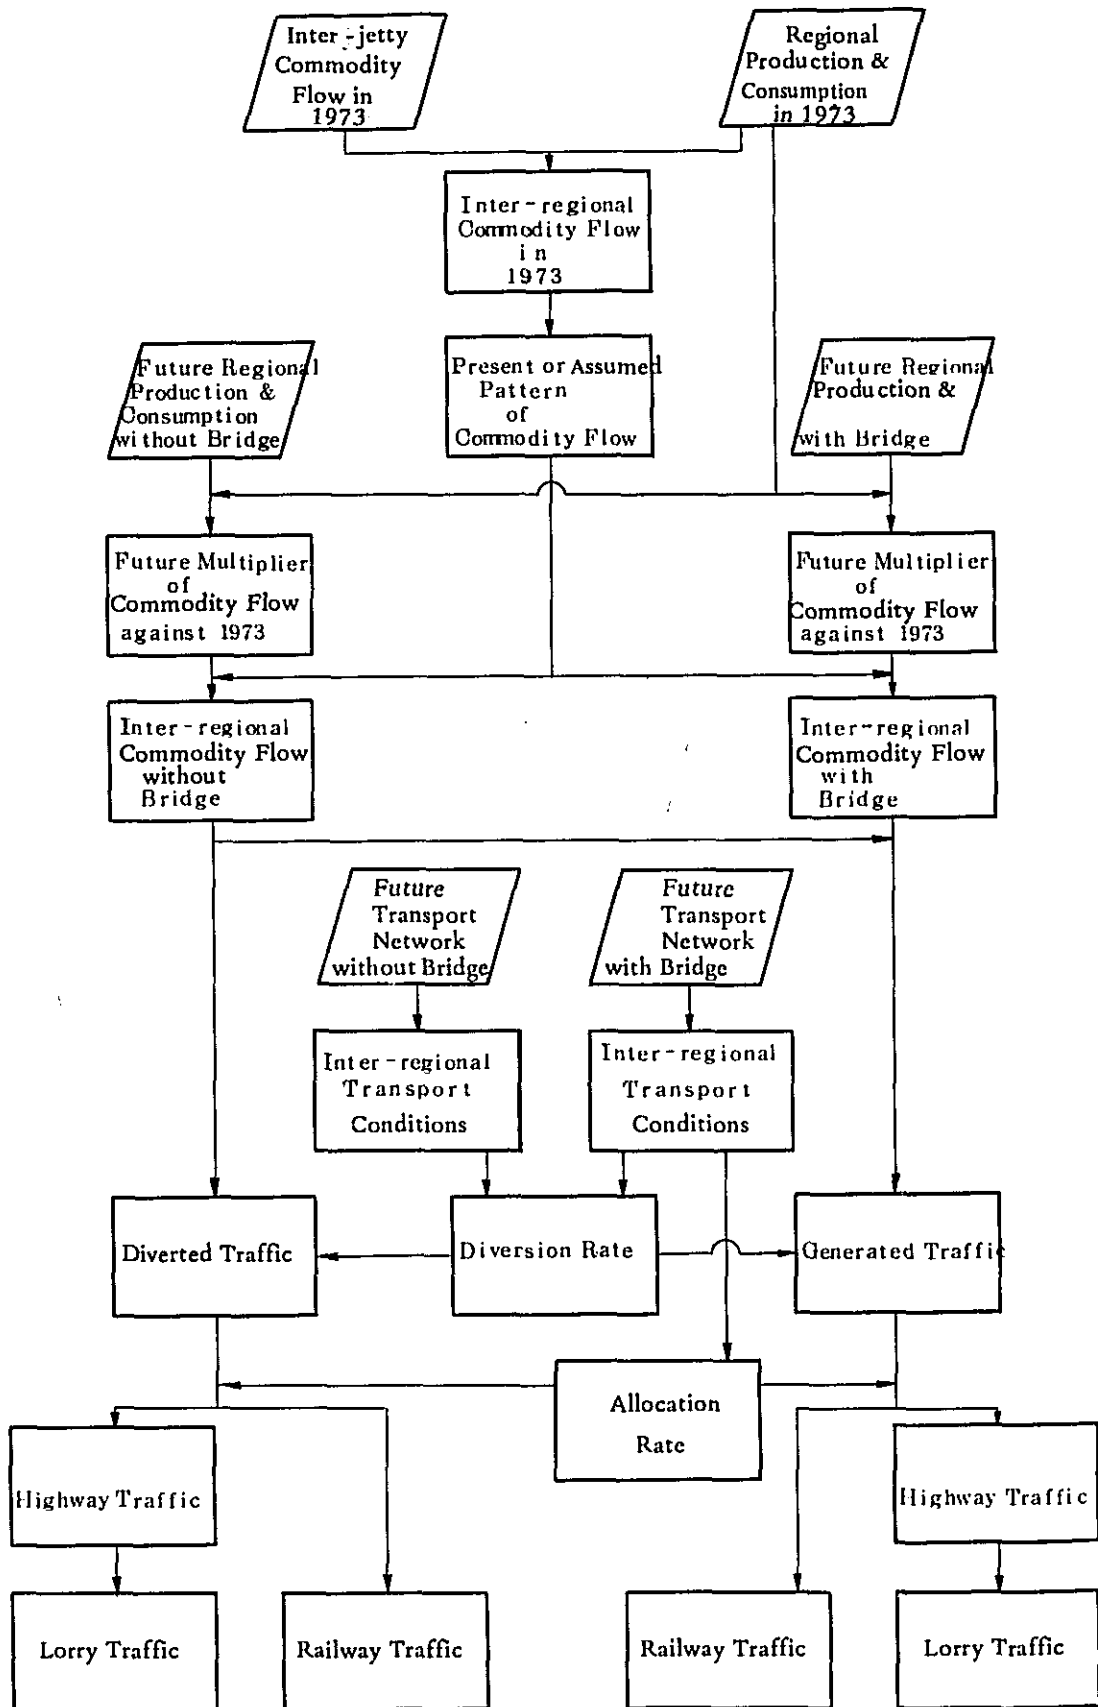 Inter-jetty
Commodity
Flow in
1973
Regional
Production &
Consumption
in 1973
Inter-regional
Commodity Flow
in
1973
Future Regional
Production &
Consumption
without Bridge
Present or Assumed
Pattern
of
Commodity Flow
Future Regional
Production &
with Bridge
Future Multiplier
of
Commodity Flow
against 1973
Future Multiplier
of
Commodity Flow
against 1973
Inter-regional
Commodity Flow
without
Bridge
Inter-regional
Commodity Flow
with
Bridge
Future
Transport
Network
without Bridge
Future
Transport
Network
with Bridge
Inter-regional
Transport
Conditions
Inter-regional
Transport
Conditions
Diverted Traffic
Diversion Rate
Generated Traffic
Allocation
Rate
Highway Traffic
Highway Traffic
Lorry Traffic
Railway Traffic
Railway Traffic
Lorry Traffic